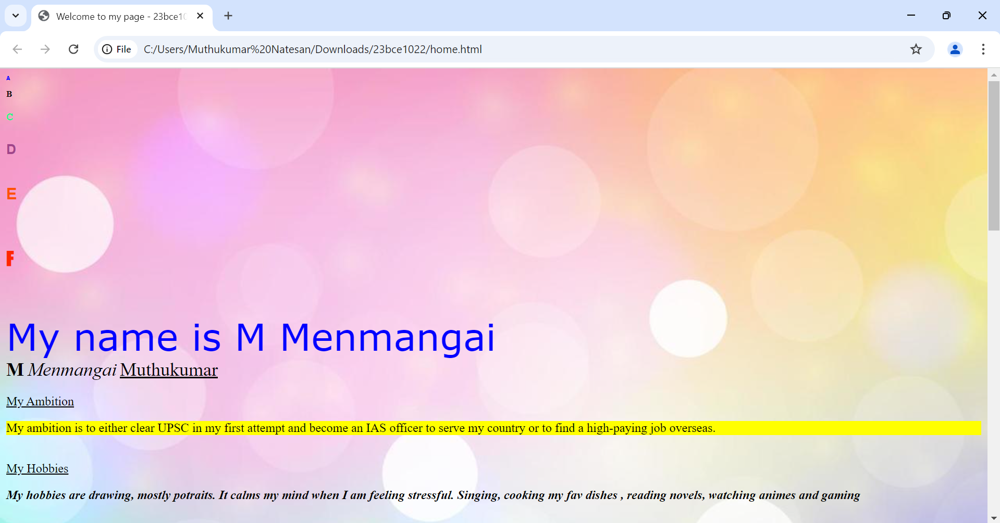 Welcome to my page - 23bce10
File C:/Users/Muthukumar%20Natesan/Downloads/23bce1022/home.html
A
B
C
D
E
F
My name is M Menmangai
M Menmangai Muthukumar
My Ambition
My ambition is to either clear UPSC in my first attempt and become an IAS officer to serve my country or to find a high-paying job overseas.
My Hobbies
My hobbies are drawing, mostly potraits. It calms my mind when I am feeling stressful. Singing, cooking my fav dishes , reading novels, watching animes and gaming